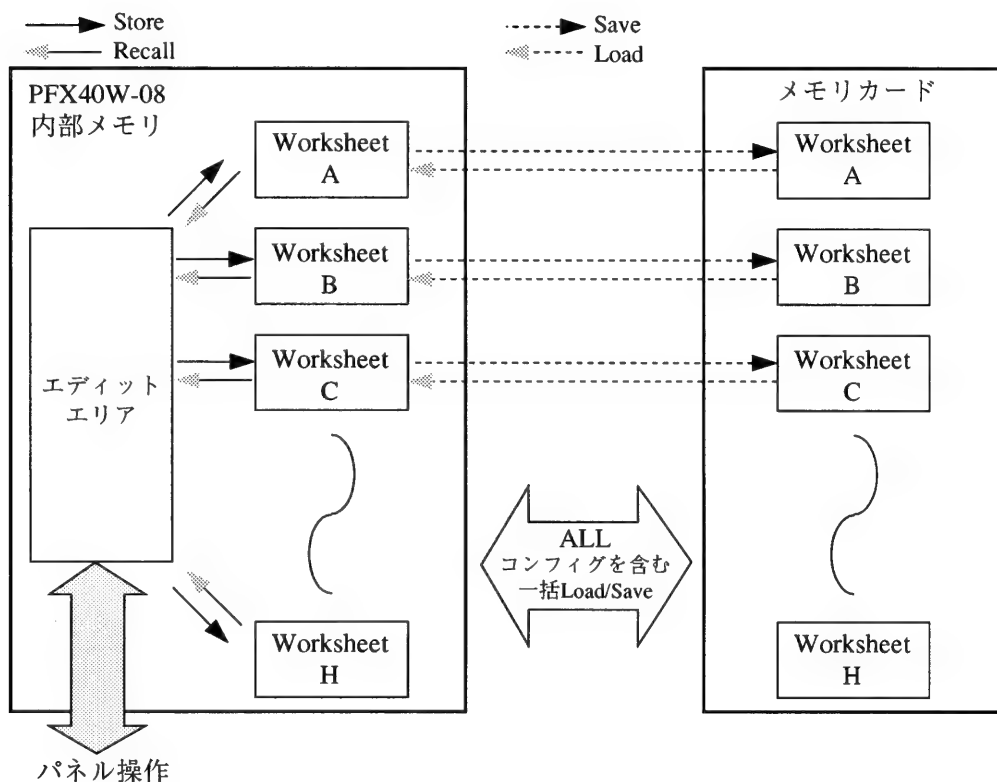 Store
Recall
Save
Load
PFX40W-08
内部メモリ
メモリカード
Worksheet
A
Worksheet
A
Worksheet
B
Worksheet
B
Worksheet
C
Worksheet
C
エディット
エリア
ALL
コンフィグを含む
一括Load/Save
Worksheet
H
Worksheet
H
パネル操作